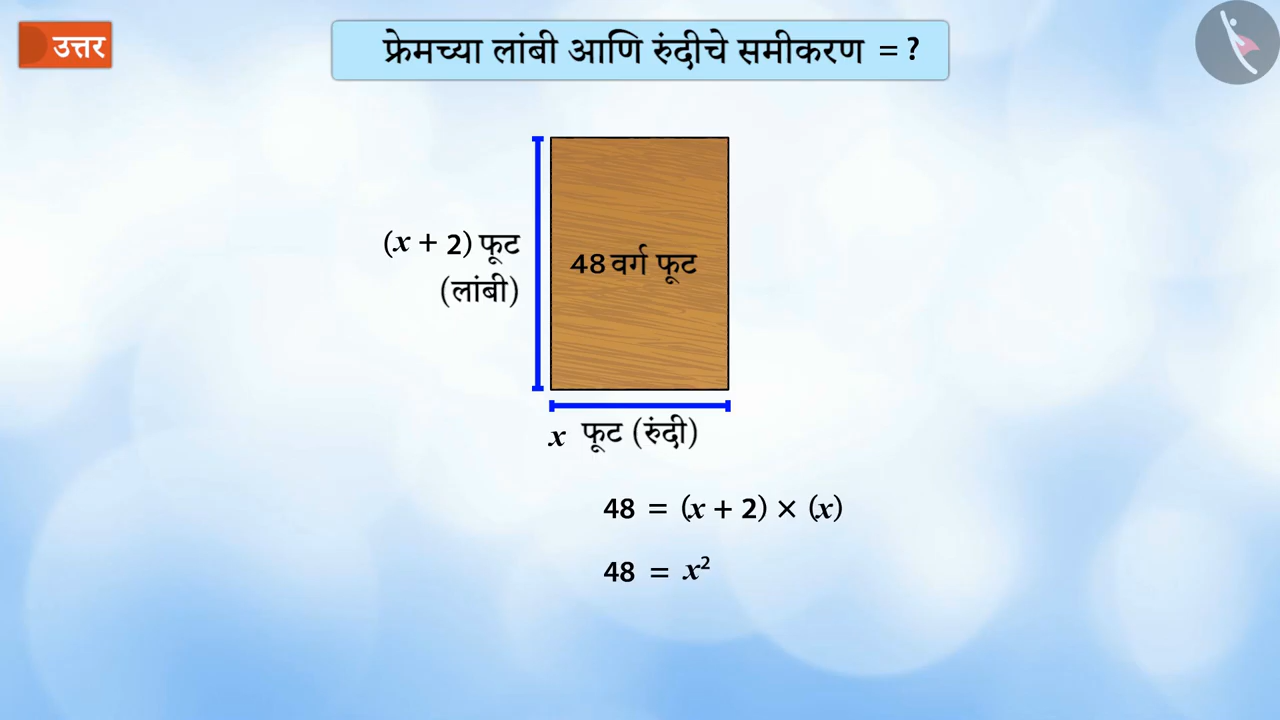 उत्तर
फ्रेमच्या लांबी आणि रुंदीचे समीकरण = ?
(x + 2) फूट
(लांबी)
48 वर्ग फूट
x फूट (रुंदी)
48 = (x + 2) × (x)
48 = x²